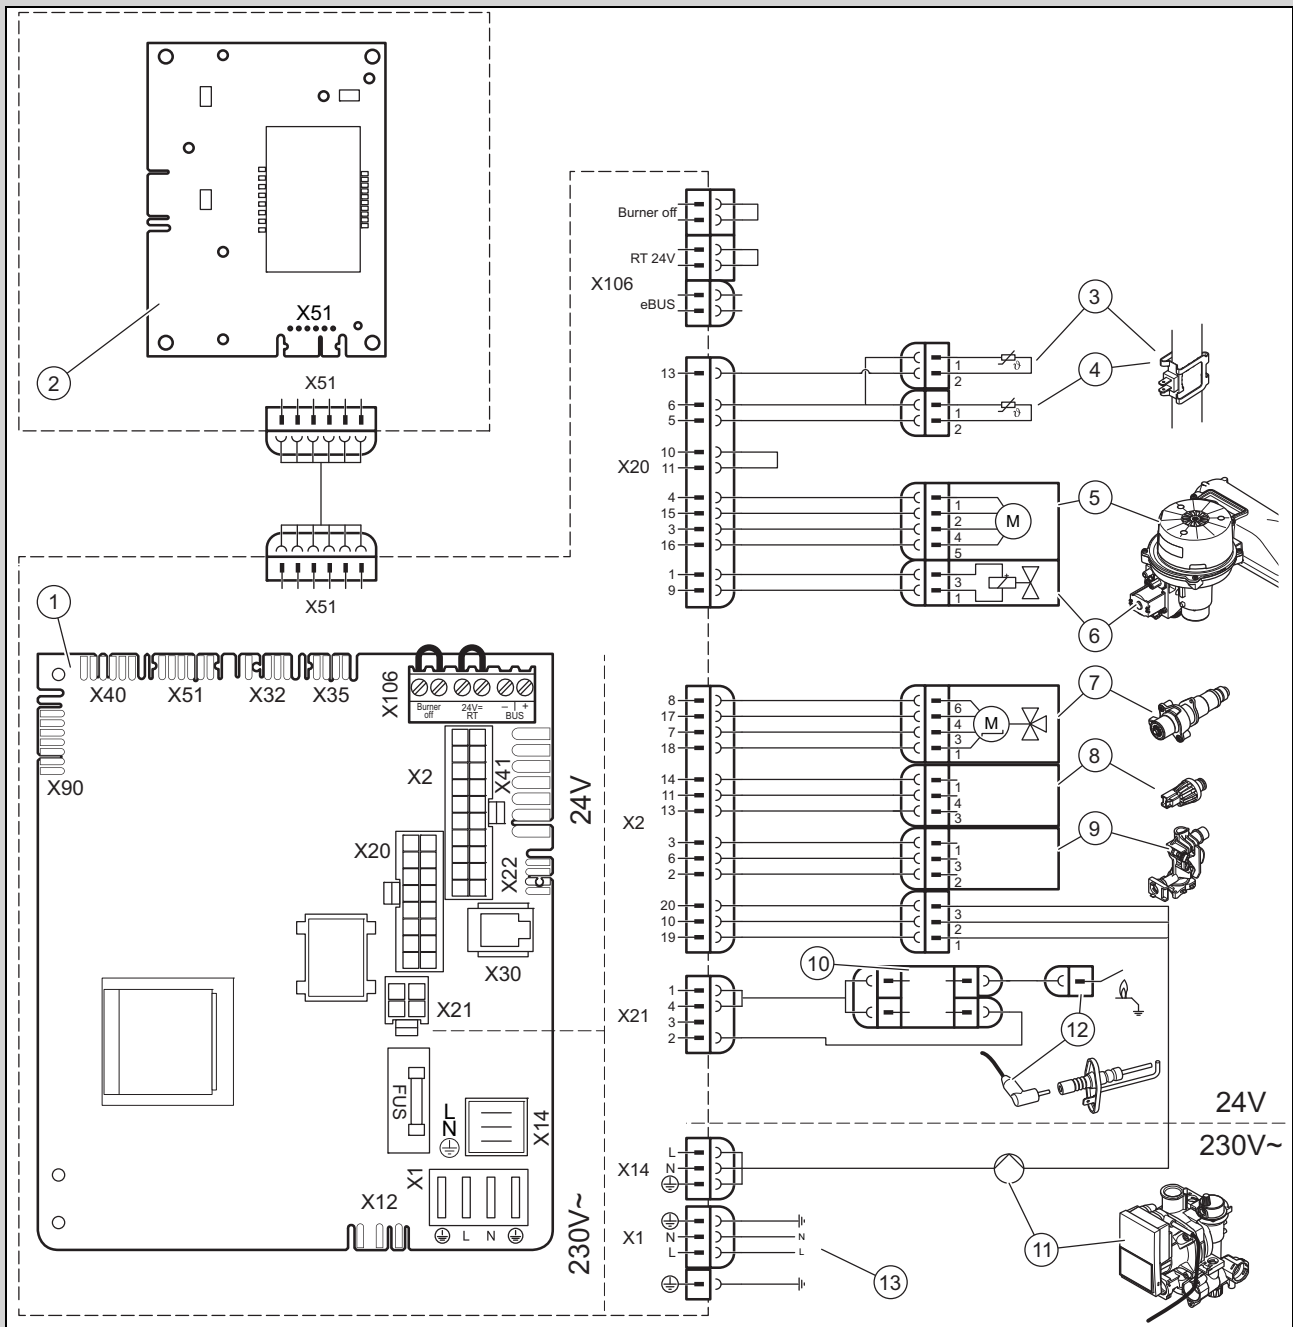 X51
2
X51
X51
1
X40
X51
X32
X35
X106
Burner off
24V= RT
– | +
BUS
X90
X2
X41
24V
X20
X22
X30
X21
FUS
L
N
X14
X1
X12
L N
230V~
Burner off
RT 24V
X106
eBUS
X20
13
6
5
10
11
4
15
3
16
1
9
1
2
ϑ
3
1
2
ϑ
4
1
2
4
5
M
5
3
1
6
X2
8
17
7
18
14
11
13
3
6
2
20
10
19
6
4
3
1
M
7
1
4
3
8
1
3
2
9
3
2
1
X21
1
4
3
2
10
12
24V
230V~
X14
L
N
X1
N
L
N
L
11
13